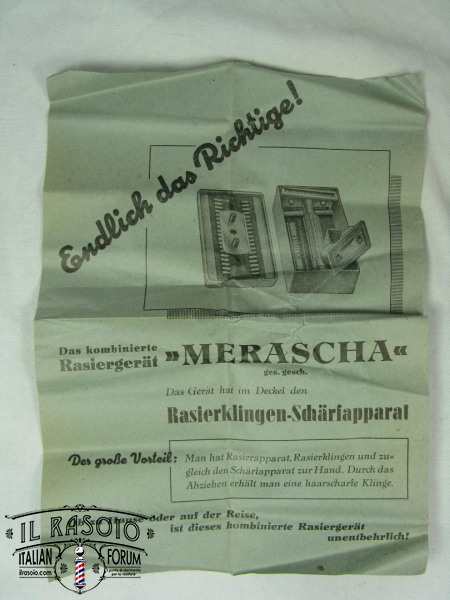 Endlich das Richtige!
Das kombinierte
Rasiergerät
»MERASCHA«
ges. gesch.
Das Gerät hat im Deckel den
Rasierklingen-Schärfapparat
Der große Vorteil:
Man hat Rasierapparat, Rasierklingen und zu-
gleich den Schärfapparat zur Hand. Durch das
Abziehen erhält man eine haarscharfe Klinge.
Hause oder auf der Reise,
ist dieses kombinierte Rasiergerät
unentbehrlich!
IL RASOIO
ITALIAN FORUM
ilrasoio.com